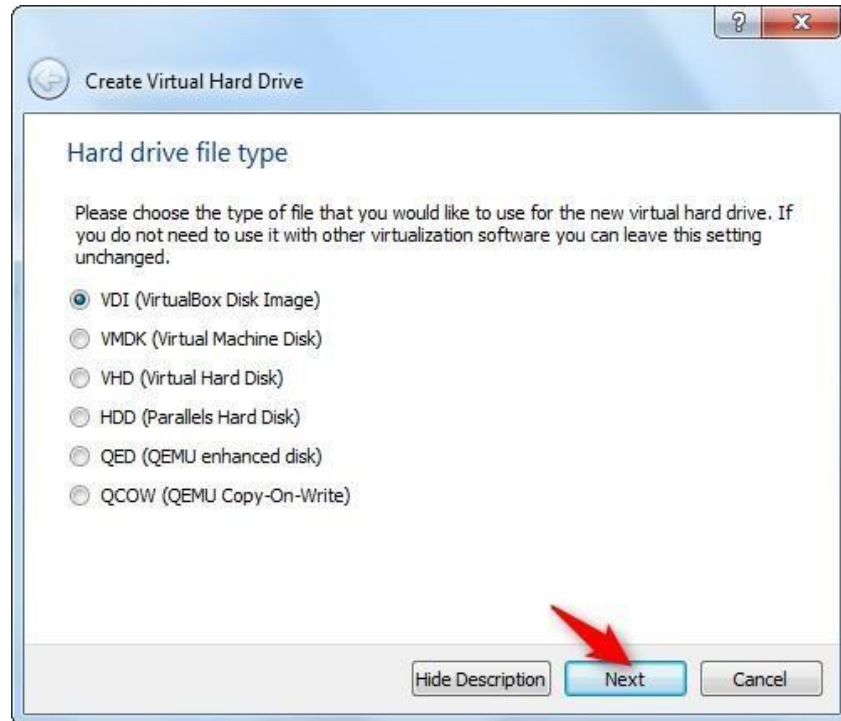 ?
X
Create Virtual Hard Drive
Hard drive file type
Please choose the type of file that you would like to use for the new virtual hard drive. If
you do not need to use it with other virtualization software you can leave this setting
unchanged.
VDI (VirtualBox Disk Image)
VMDK (Virtual Machine Disk)
VHD (Virtual Hard Disk)
HDD (Parallels Hard Disk)
QED (QEMU enhanced disk)
QCOW (QEMU Copy-On-Write)
Hide Description Next Cancel